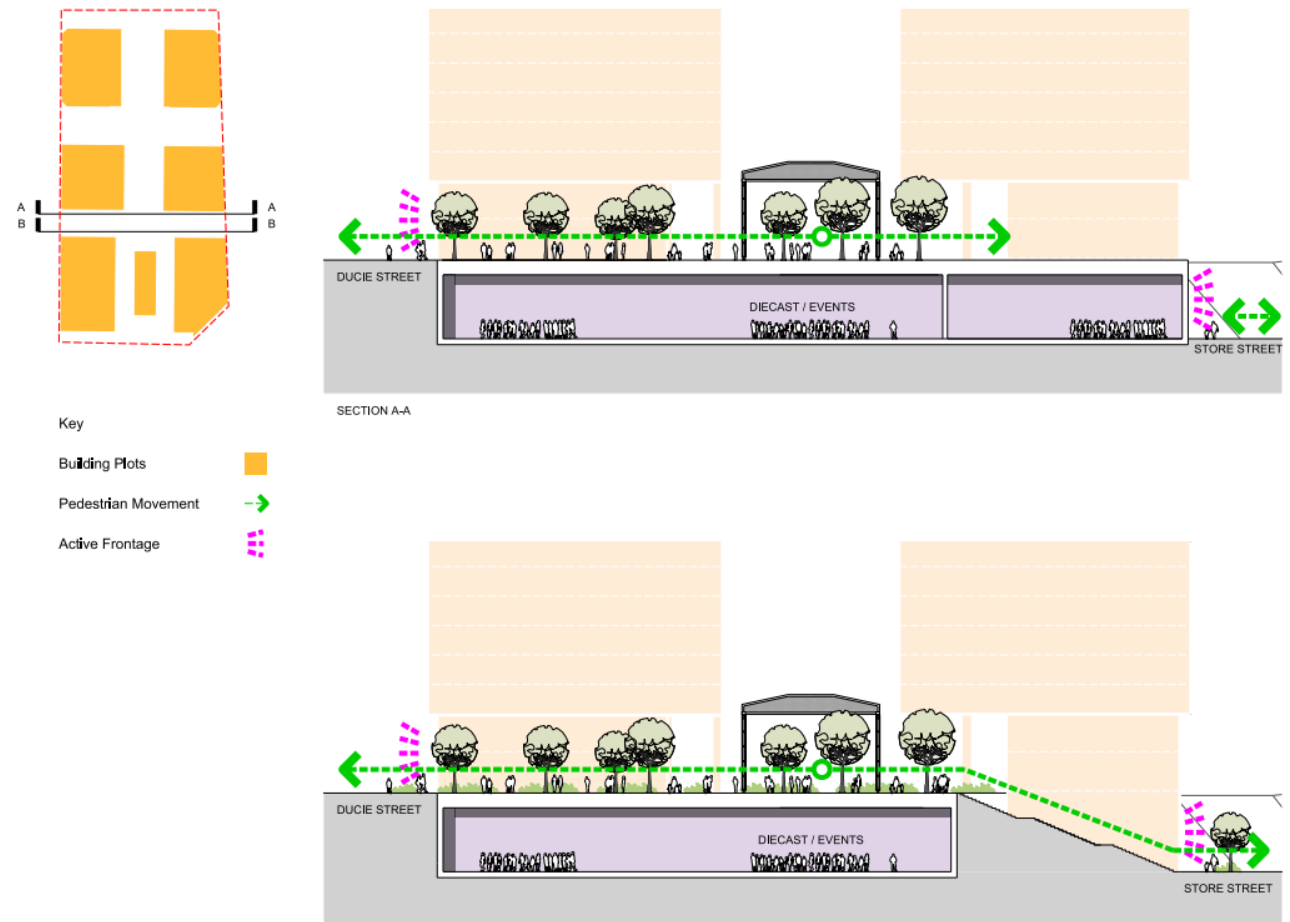 A
A
B
B
DUCIE STREET
DIECAST / EVENTS
STORE STREET
SECTION A-A
Key
Building Plots
Pedestrian Movement
Active Frontage
DUCIE STREET
DIECAST / EVENTS
STORE STREET